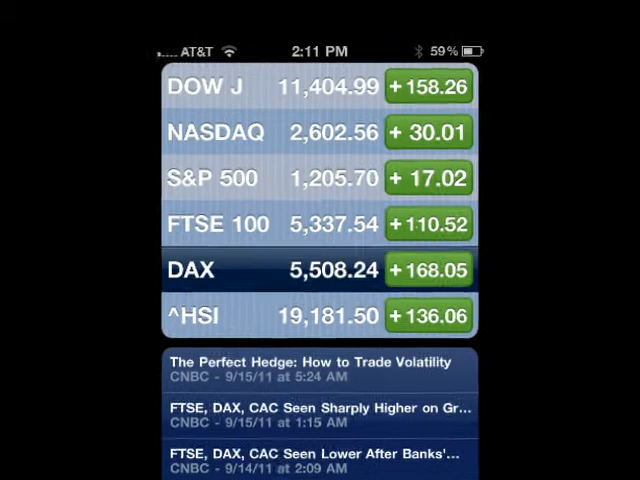 AT&T 2:11 PM 59%
DOW J 11,404.99 +158.26
NASDAQ 2,602.56 + 30.01
S&P 500 1,205.70 + 17.02
FTSE 100 5,337.54 +110.52
DAX 5,508.24 +168.05
^HSI 19,181.50 +136.06
The Perfect Hedge: How to Trade Volatility
CNBC - 9/15/11 at 5:24 AM
FTSE, DAX, CAC Seen Sharply Higher on Gr...
CNBC - 9/15/11 at 1:15 AM
FTSE, DAX, CAC Seen Lower After Banks'...
CNBC - 9/14/11 at 2:09 AM